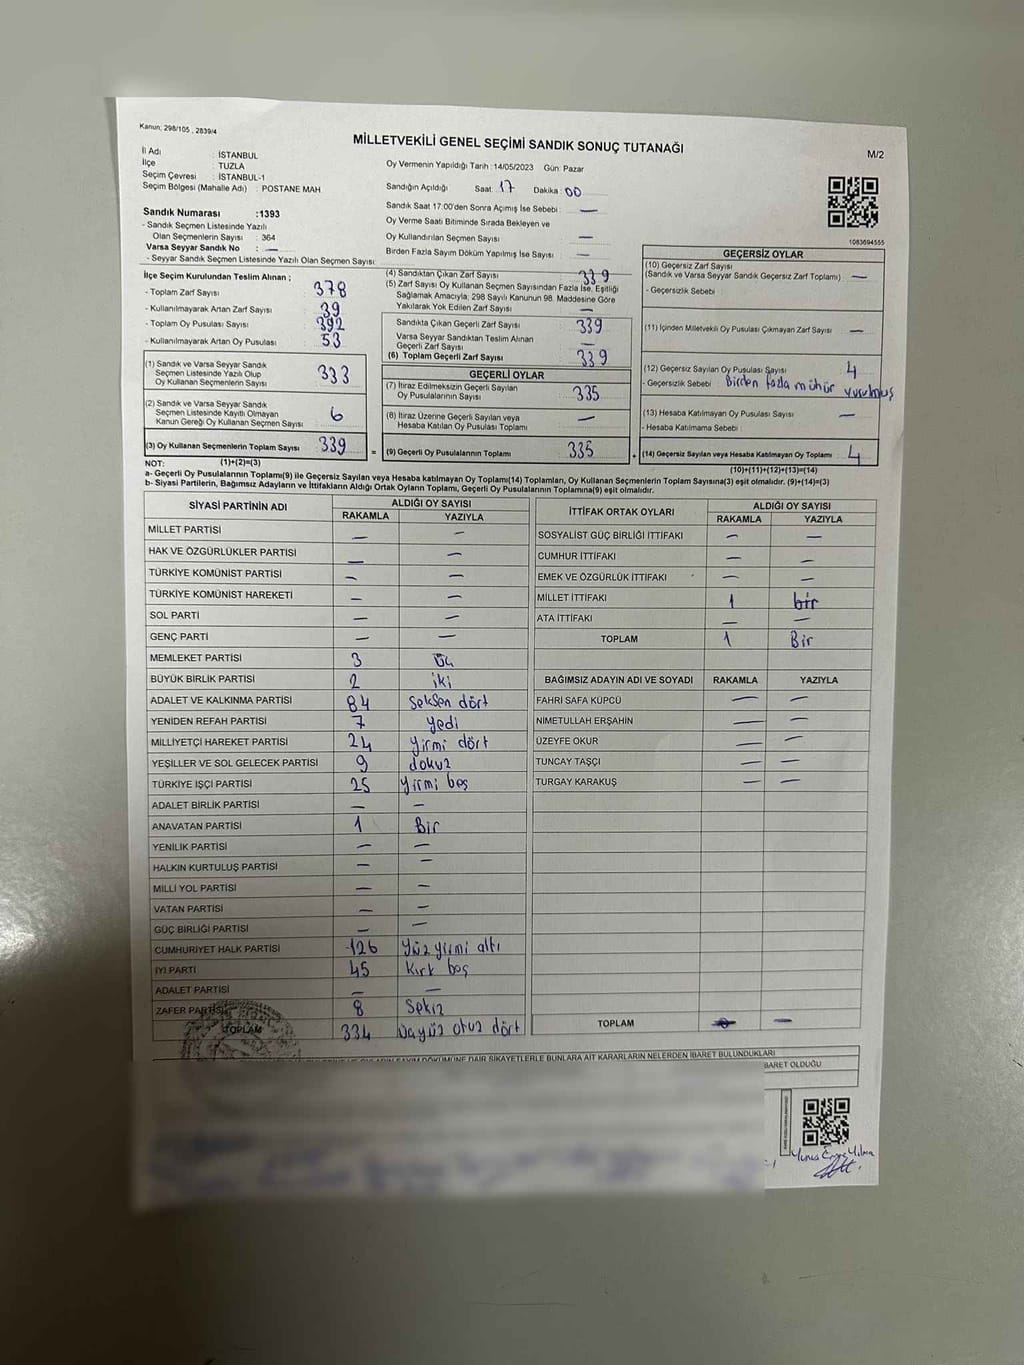 Kanun; 298/105 , 2839/4
MİLLETVEKİLİ GENEL SEÇİMİ SANDIK SONUÇ TUTANAĞI
M/2
İl Adı : İSTANBUL
İlçe : TUZLA
Seçim Çevresi : İSTANBUL-1
Seçim Bölgesi (Mahalle Adı) : POSTANE MAH
Oy Vermenin Yapıldığı Tarih : 14/05/2023 Gün: Pazar
Sandığın Açıldığı Saat : 17 Dakika : 00
Sandık Saat 17:00'den Sonra Açımış İse Sebebi : —
Oy Verme Saati Bitiminde Sırada Bekleyen ve
Oy Kullandırılan Seçmen Sayısı —
Birden Fazla Sayım Döküm Yapılmış İse Sayısı : —
Sandık Numarası :1393
- Sandık Seçmen Listesinde Yazılı
Olan Seçmenlerin Sayısı : 364
Varsa Seyyar Sandık No : —
- Seyyar Sandık Seçmen Listesinde Yazılı Olan Seçmen Sayısı:
1083694555
İlçe Seçim Kurulundan Teslim Alınan ;
- Toplam Zarf Sayısı : 378
- Kullanılmayarak Artan Zarf Sayısı : 39
- Toplam Oy Pusulası Sayısı : 392
- Kullanılmayarak Artan Oy Pusulası : 53
(1) Sandık ve Varsa Seyyar Sandık
Seçmen Listesinde Yazılı Olup
Oy Kullanan Seçmenlerin Sayısı 333
(2) Sandık ve Varsa Seyyar Sandık
Seçmen Listesinde Kayıtlı Olmayan
Kanun Gereği Oy Kullanan Seçmen Sayısı 6
(3) Oy Kullanan Seçmenlerin Toplam Sayısı 339
(1)+(2)=(3)
(4) Sandıktan Çıkan Zarf Sayısı 339
(5) Zarf Sayısı Oy Kullanan Seçmen Sayısından Fazla İse, Eşitliği
Sağlamak Amacıyla, 298 Sayılı Kanunun 98. Maddesine Göre
Yakılarak Yok Edilen Zarf Sayısı : —
Sandıkta Çıkan Geçerli Zarf Sayısı 339
Varsa Seyyar Sandıktan Teslim Alınan
Geçerli Zarf Sayısı —
(6) Toplam Geçerli Zarf Sayısı 339
GEÇERLİ OYLAR
(7) İtiraz Edilmeksizin Geçerli Sayılan
Oy Pusulalarının Sayısı 335
(8) İtiraz Üzerine Geçerli Sayılan veya
Hesaba Katılan Oy Pusulaları Toplamı —
= (9) Geçerli Oy Pusulalarının Toplamı 335
GEÇERSİZ OYLAR
(10) Geçersiz Zarf Sayısı
(Sandık ve Varsa Seyyar Sandık Geçersiz Zarf Toplamı) —
- Geçersizlik Sebebi :
(11) İçinden Milletvekili Oy Pusulası Çıkmayan Zarf Sayısı —
(12) Geçersiz Sayılan Oy Pusulası Sayısı 4
- Geçersizlik Sebebi : Birden fazla mühür vurulmuş
(13) Hesaba Katılmayan Oy Pusulası Sayısı —
- Hesaba Katılmama Sebebi :
+ (14) Geçersiz Sayılan veya Hesaba Katılmayan Oy Toplamı 4
(10)+(11)+(12)+(13)=(14)
NOT:
a- Geçerli Oy Pusulalarının Toplamı(9) ile Geçersiz Sayılan veya Hesaba katılmayan Oy Toplamı(14) Toplamları, Oy Kullanan Seçmenlerin Toplam Sayısına(3) eşit olmalıdır. (9)+(14)=(3)
b- Siyasi Partilerin, Bağımsız Adayların ve İttifakların Aldığı Ortak Oyların Toplamı, Geçerli Oy Pusulalarının Toplamına(9) eşit olmalıdır.
SİYASİ PARTİNİN ADI ALDIĞI OY SAYISI
RAKAMLA YAZIYLA
MİLLET PARTİSİ — —
HAK VE ÖZGÜRLÜKLER PARTİSİ — —
TÜRKİYE KOMÜNİST PARTİSİ — —
TÜRKİYE KOMÜNİST HAREKETİ — —
SOL PARTİ — —
GENÇ PARTİ — —
MEMLEKET PARTİSİ 3 üç
BÜYÜK BİRLİK PARTİSİ 2 iki
ADALET VE KALKINMA PARTİSİ 84 seksen dört
YENİDEN REFAH PARTİSİ 7 yedi
MİLLİYETÇİ HAREKET PARTİSİ 24 yirmi dört
YEŞİLLER VE SOL GELECEK PARTİSİ 9 dokuz
TÜRKİYE İŞÇİ PARTİSİ 25 yirmi beş
ADALET BİRLİK PARTİSİ — —
ANAVATAN PARTİSİ 1 Bir
YENİLİK PARTİSİ — —
HALKIN KURTULUŞ PARTİSİ — —
MİLLİ YOL PARTİSİ — —
VATAN PARTİSİ — —
GÜÇ BİRLİĞİ PARTİSİ — —
CUMHURİYET HALK PARTİSİ 126 yüz yirmi altı
İYİ PARTİ 45 Kırk beş
ADALET PARTİSİ — —
ZAFER PARTİSİ 8 Sekiz
TOPLAM 334 üçyüz otuz dört
İTTİFAK ORTAK OYLARI ALDIĞI OY SAYISI
RAKAMLA YAZIYLA
SOSYALİST GÜÇ BİRLİĞİ İTTİFAKI — —
CUMHUR İTTİFAKI — —
EMEK VE ÖZGÜRLÜK İTTİFAKI — —
MİLLET İTTİFAKI 1 bir
ATA İTTİFAKI — —
TOPLAM 1 Bir
BAĞIMSIZ ADAYIN ADI VE SOYADI RAKAMLA YAZIYLA
FAHRİ SAFA KÜPCÜ — —
NİMETULLAH ERŞAHİN — —
ÜZEYFE OKUR — —
TUNCAY TAŞÇI — —
TURGAY KARAKUŞ — —
TOPLAM —
DÖKÜMÜNE DAİR ŞİKAYETLERLE BUNLARA AİT KARARLARIN NELERDEN İBARET BULUNDUKLARI
İBARET OLDUĞU
Yunus Emre Yılmaz